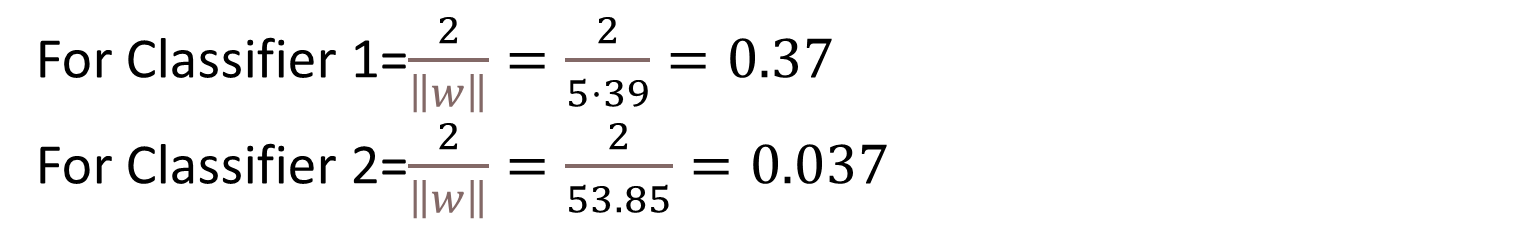 For Classifier 1=2/‖w‖ = 2/5·39 = 0.37
For Classifier 2=2/‖w‖ = 2/53.85 = 0.037